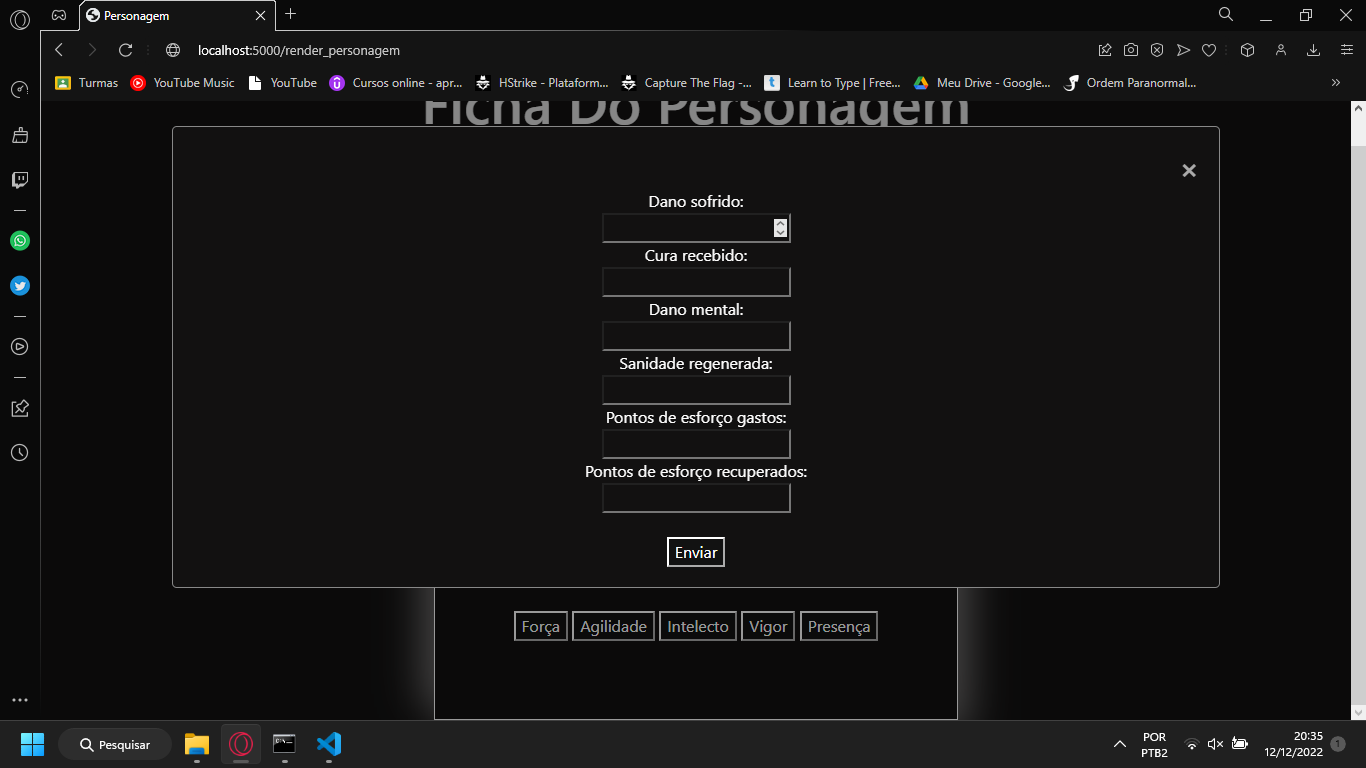 Personagem
localhost:5000/render_personagem
Turmas YouTube Music YouTube Cursos online - apr... HStrike - Plataform... Capture The Flag -... Learn to Type | Free... Meu Drive - Google... Ordem Paranormal...
Ficha Do Personagem
Dano sofrido:
Cura recebido:
Dano mental:
Sanidade regenerada:
Pontos de esforço gastos:
Pontos de esforço recuperados:
Enviar
Força Agilidade Intelecto Vigor Presença
Pesquisar
POR
PTB2
20:35
12/12/2022
1